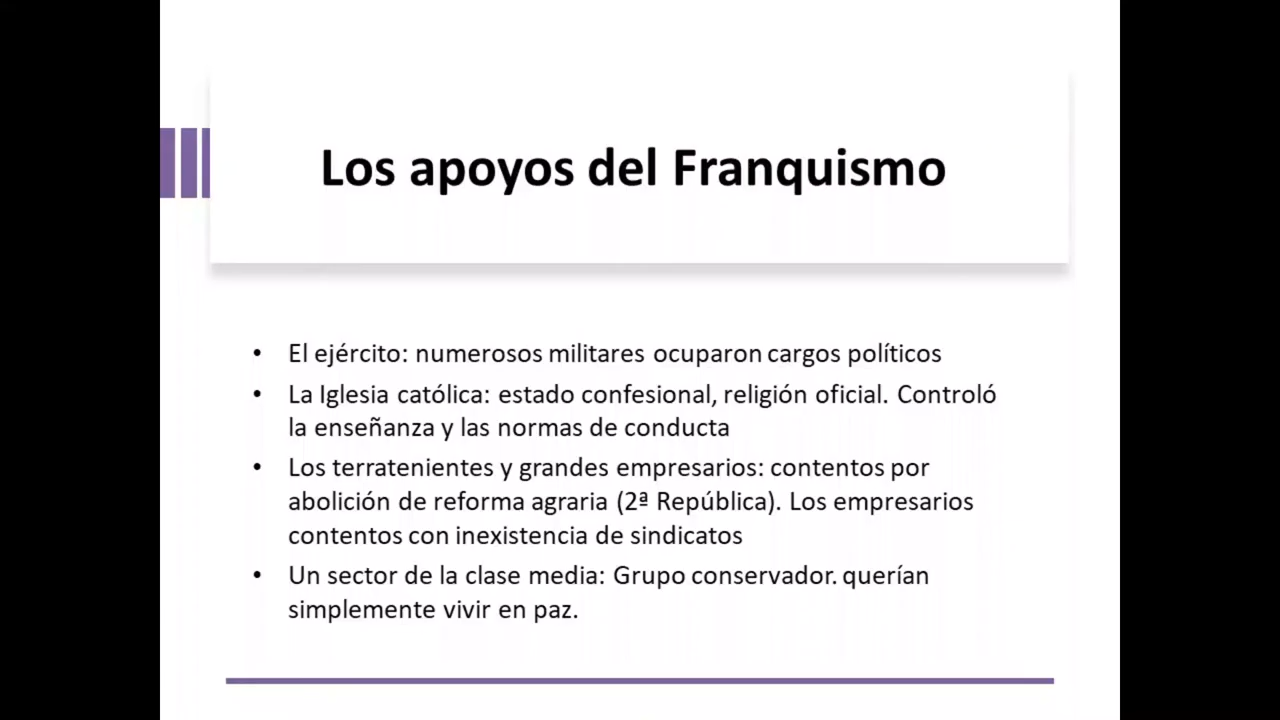 Los apoyos del Franquismo
• El ejército: numerosos militares ocuparon cargos políticos
• La Iglesia católica: estado confesional, religión oficial. Controló
la enseñanza y las normas de conducta
• Los terratenientes y grandes empresarios: contentos por
abolición de reforma agraria (2ª República). Los empresarios
contentos con inexistencia de sindicatos
• Un sector de la clase media: Grupo conservador. querían
simplemente vivir en paz.